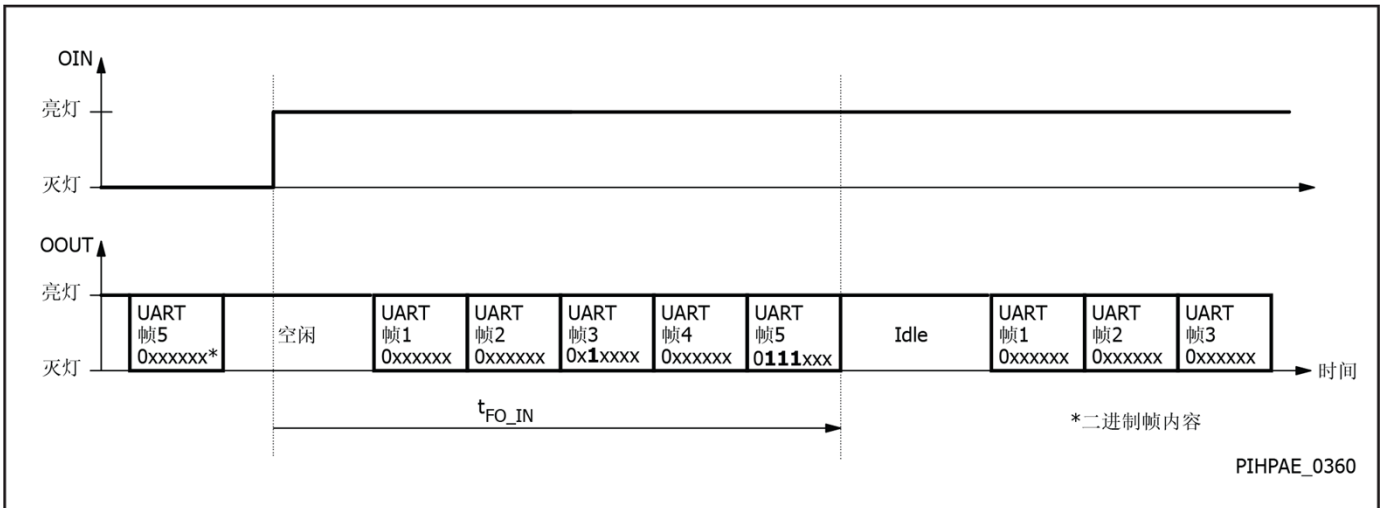 OIN
亮灯
灭灯
OOUT
亮灯
UART
帧5
0xxxxxx*
空闲
UART
帧1
0xxxxxx
UART
帧2
0xxxxxx
UART
帧3
0x1xxxx
UART
帧4
0xxxxxx
UART
帧5
0111xxx
Idle
UART
帧1
0xxxxxx
UART
帧2
0xxxxxx
UART
帧3
0xxxxxx
灭灯
时间
tFO_IN
*二进制帧内容
PIHPAE_0360